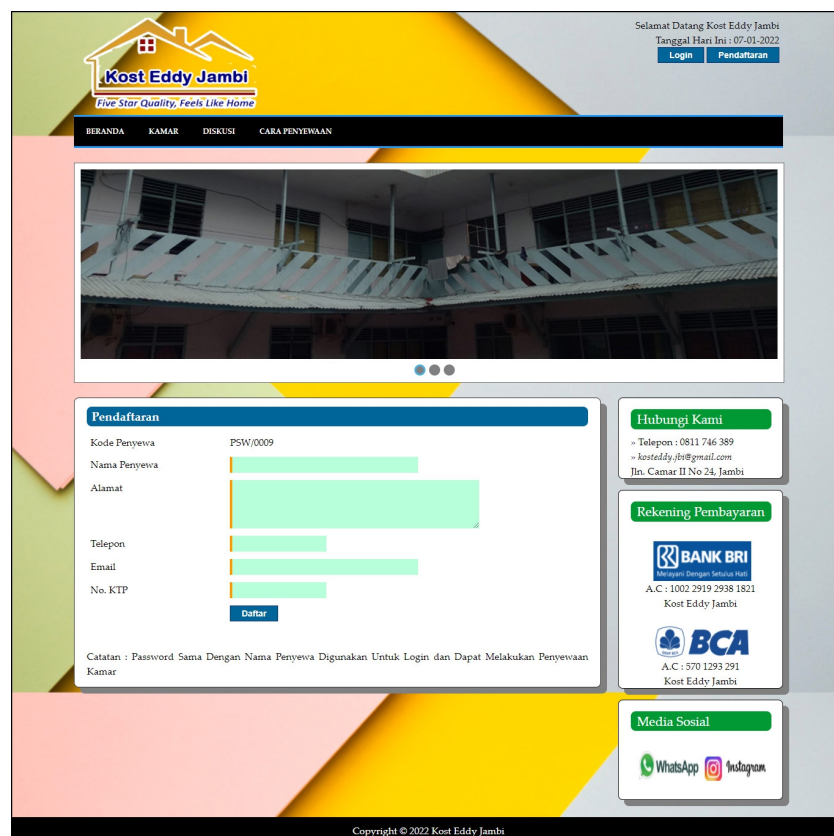 Kost Eddy Jambi
Five Star Quality, Feels Like Home
Selamat Datang Kost Eddy Jambi
Tanggal Hari Ini : 07-01-2022
Login Pendaftaran
BERANDA KAMAR DISKUSI CARA PENYEWAAN
Pendaftaran
Kode Penyewa PSW/0009
Nama Penyewa
Alamat
Telepon
Email
No. KTP
Daftar
Catatan : Password Sama Dengan Nama Penyewa Digunakan Untuk Login dan Dapat Melakukan Penyewaan
Kamar
Hubungi Kami
» Telepon : 0811 746 389
» kosteddy.jbi@gmail.com
Jln. Camar II No 24, Jambi
Rekening Pembayaran
BANK BRI
Melayani Dengan Setulus Hati
A.C : 1002 2919 2938 1821
Kost Eddy Jambi
BCA
A.C : 570 1293 291
Kost Eddy Jambi
Media Sosial
WhatsApp Instagram
Copyright © 2022 Kost Eddy Jambi